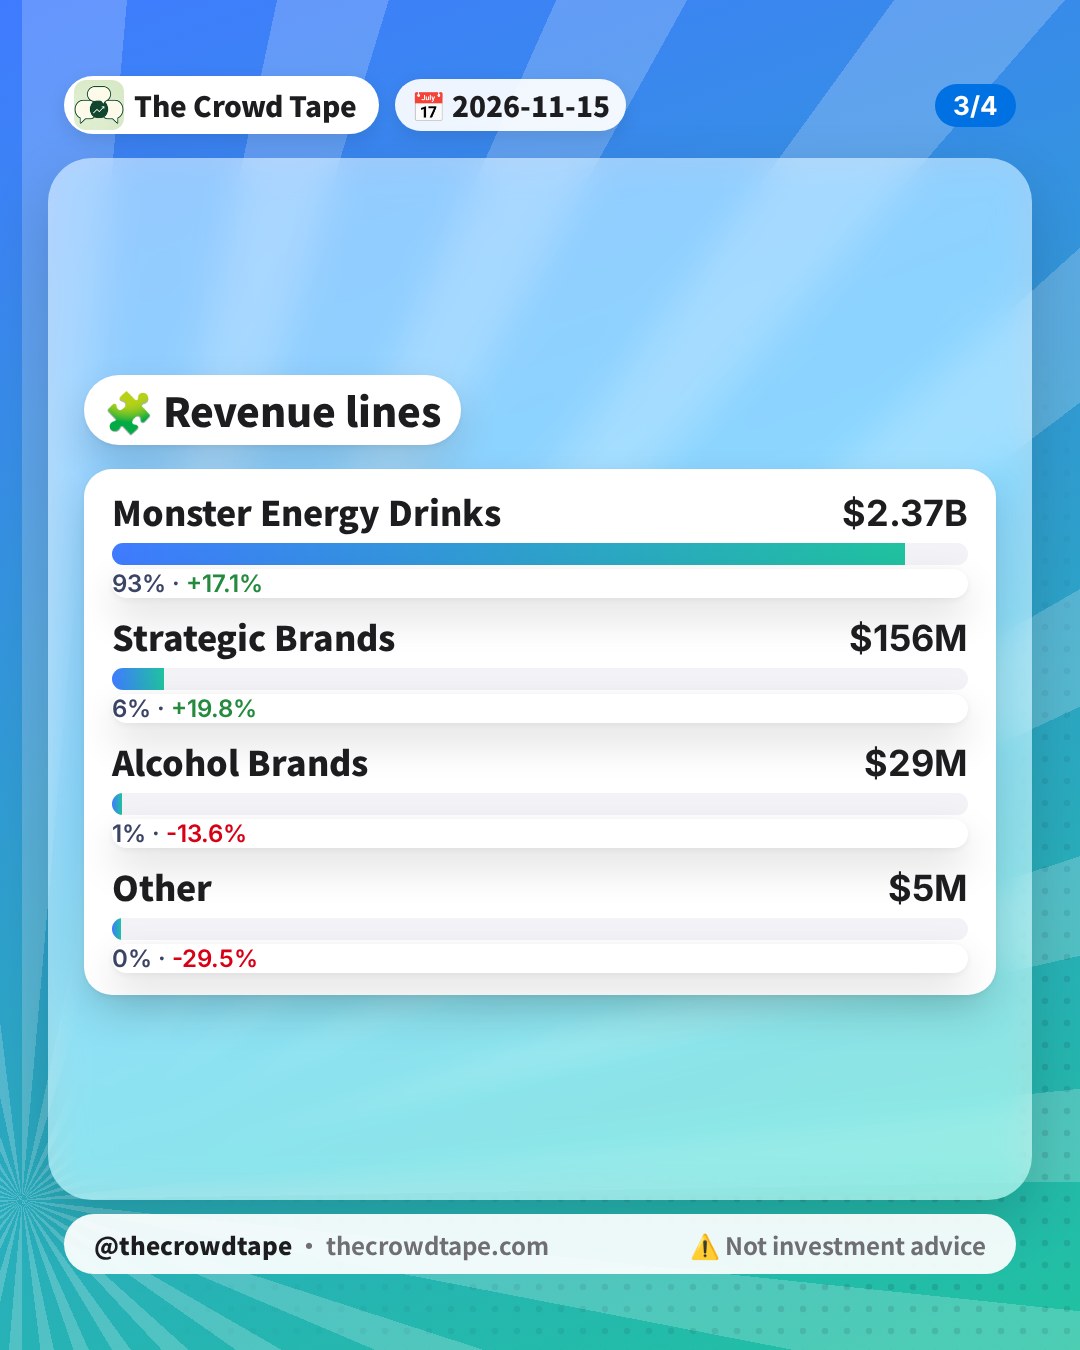 The Crowd Tape
July
2026-11-15
3/4
Revenue lines
Monster Energy Drinks $2.37B
93% · +17.1%
Strategic Brands $156M
6% · +19.8%
Alcohol Brands $29M
1% · -13.6%
Other $5M
0% · -29.5%
@thecrowdtape • thecrowdtape.com
Not investment advice